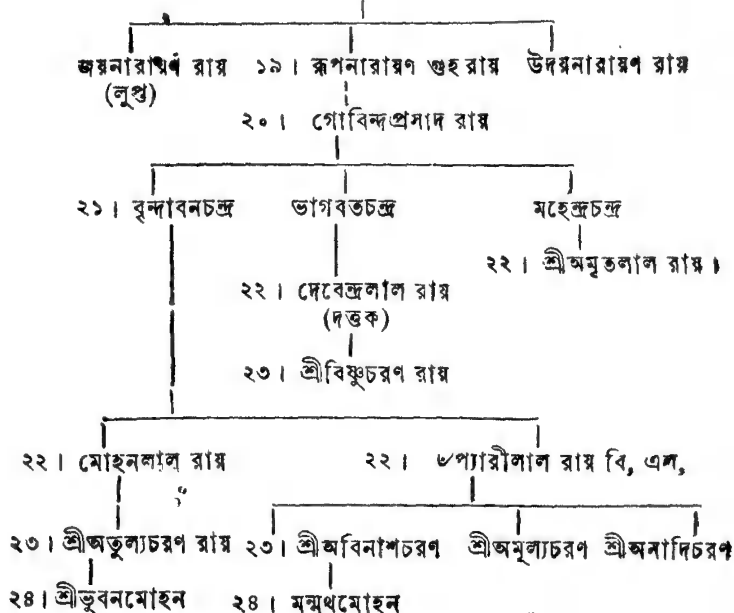 জয়নারায়ণ রায় ১৯। রূপনারায়ণ গুহ রায় উদয়নারায়ণ রায়
(লুপ্ত)
২০। গোবিন্দপ্রসাদ রায়
২১। বৃন্দাবনচন্দ্র ভাগবতচন্দ্র মহেন্দ্রচন্দ্র
২২। শ্রীঅমৃতলাল রায়।
২২। দেবেন্দ্রলাল রায়
(দত্তক)
২৩। শ্রীবিষ্ণুচরণ রায়
২২। মোহনলাল রায় ২২। ৺প্যারীলাল রায় বি, এল,
২৩। শ্রীঅতুল্যচরণ রায় ২৩। শ্রীঅবিনাশচরণ শ্রীঅমূল্যচরণ শ্রীঅনাদিচরণ
২৪। শ্রীভুবনমোহন ২৪। মন্মথমোহন